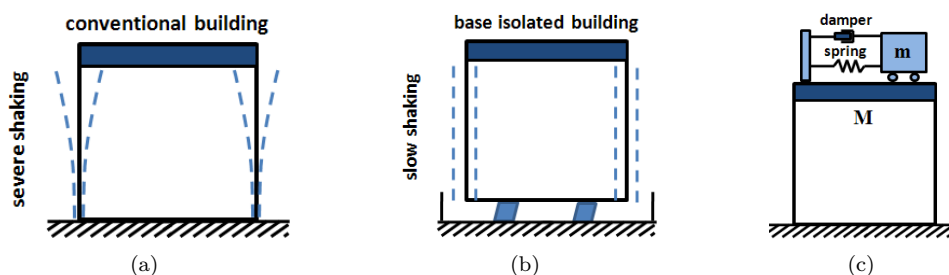 conventional building
severe shaking
(a)
base isolated building
slow shaking
(b)
damper
spring
m
M
(c)